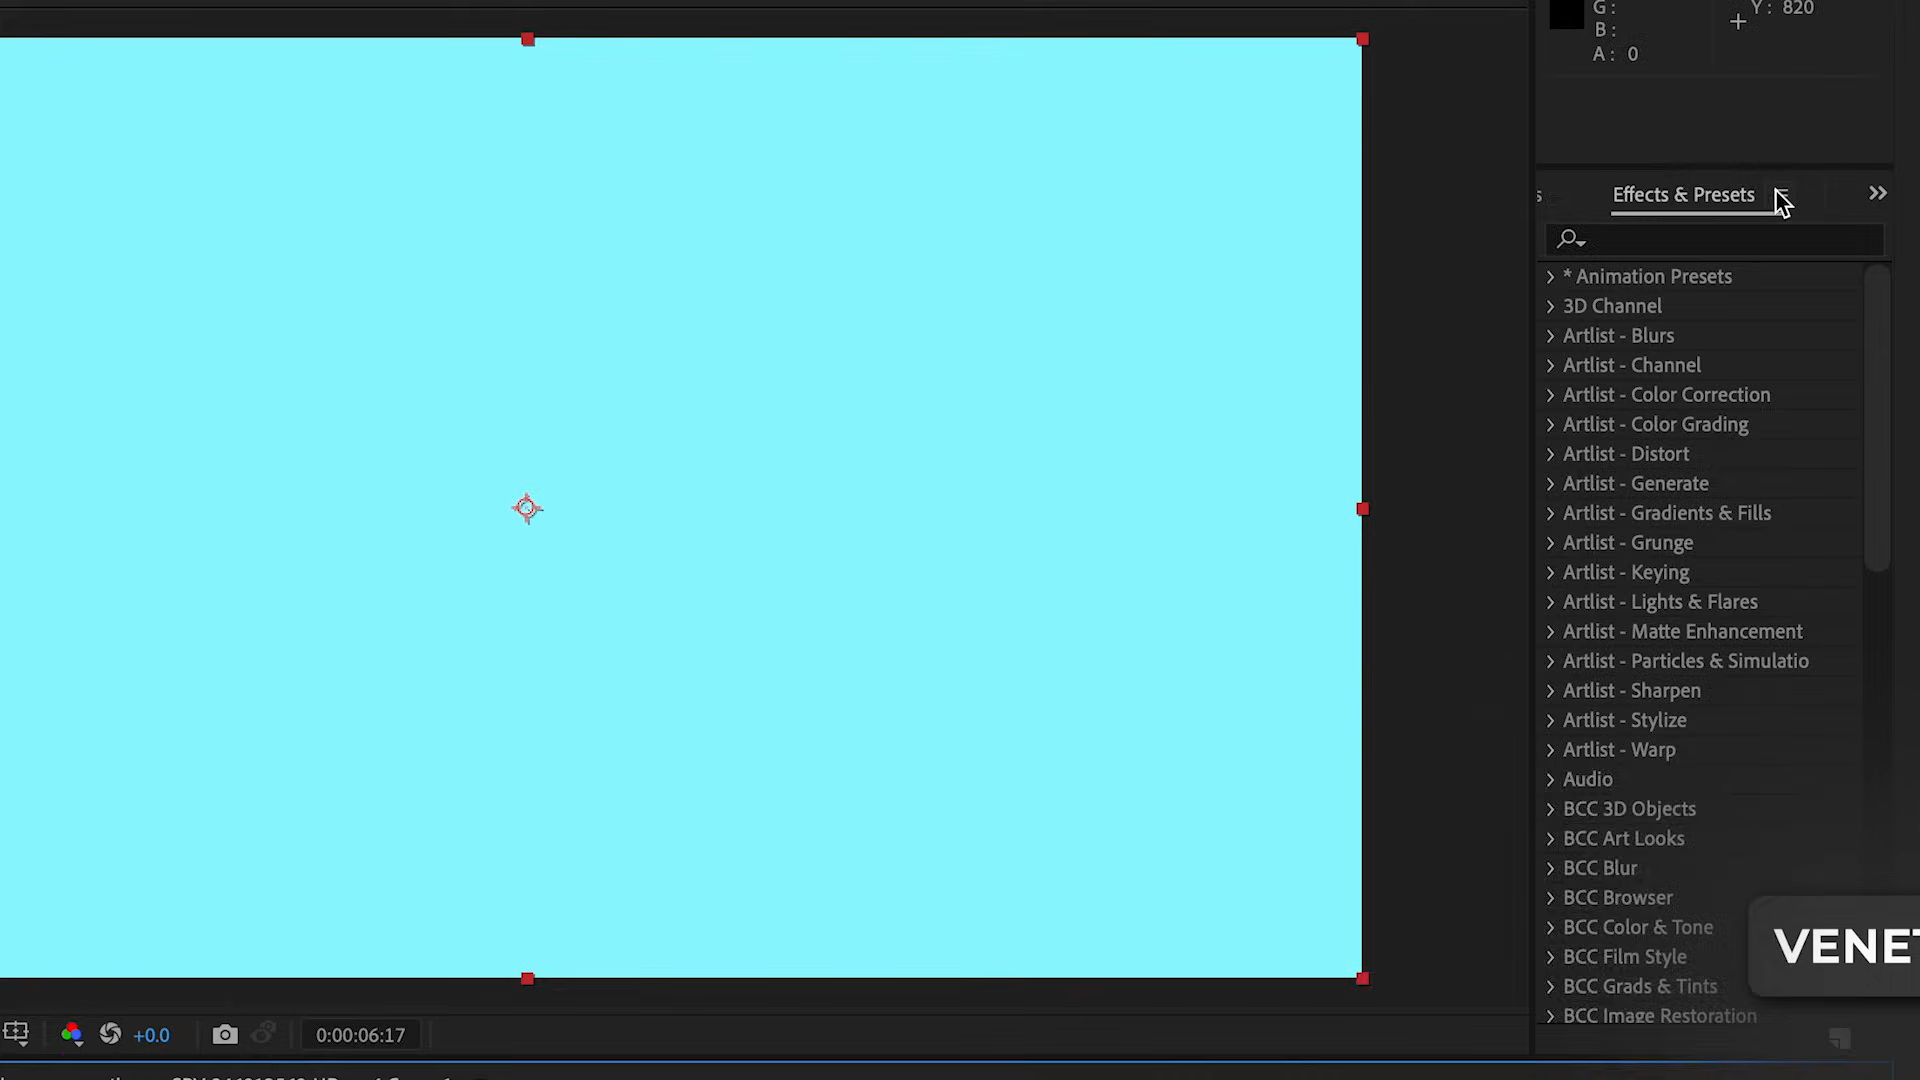 G :
Y : 820
B :
A : 0
Effects & Presets
* Animation Presets
3D Channel
Artlist - Blurs
Artlist - Channel
Artlist - Color Correction
Artlist - Color Grading
Artlist - Distort
Artlist - Generate
Artlist - Gradients & Fills
Artlist - Grunge
Artlist - Keying
Artlist - Lights & Flares
Artlist - Matte Enhancement
Artlist - Particles & Simulatio
Artlist - Sharpen
Artlist - Stylize
Artlist - Warp
Audio
BCC 3D Objects
BCC Art Looks
BCC Blur
BCC Browser
BCC Color & Tone
BCC Film Style
BCC Grads & Tints
BCC Image Restoration
VENET
+0.0
0:00:06:17